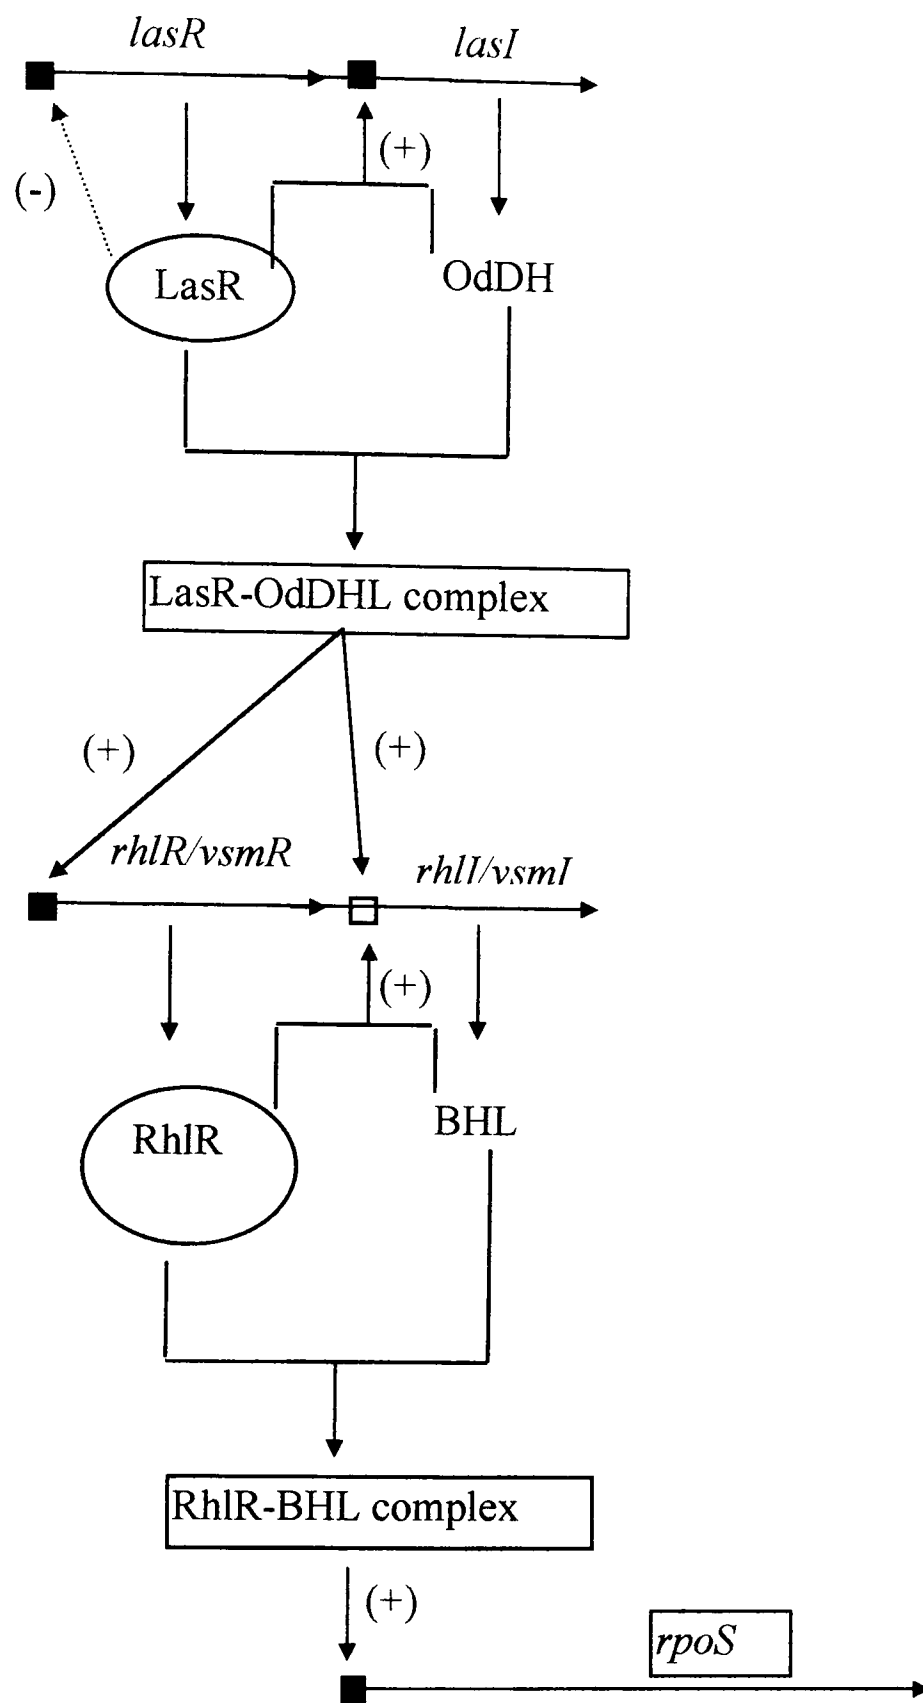 lasR
lasI
(+)
(-)
LasR
OdDH
LasR-OdDHL complex
(+)
(+)
rhlR/vsmR
rhlI/vsmI
(+)
RhlR
BHL
RhlR-BHL complex
(+)
rpoS